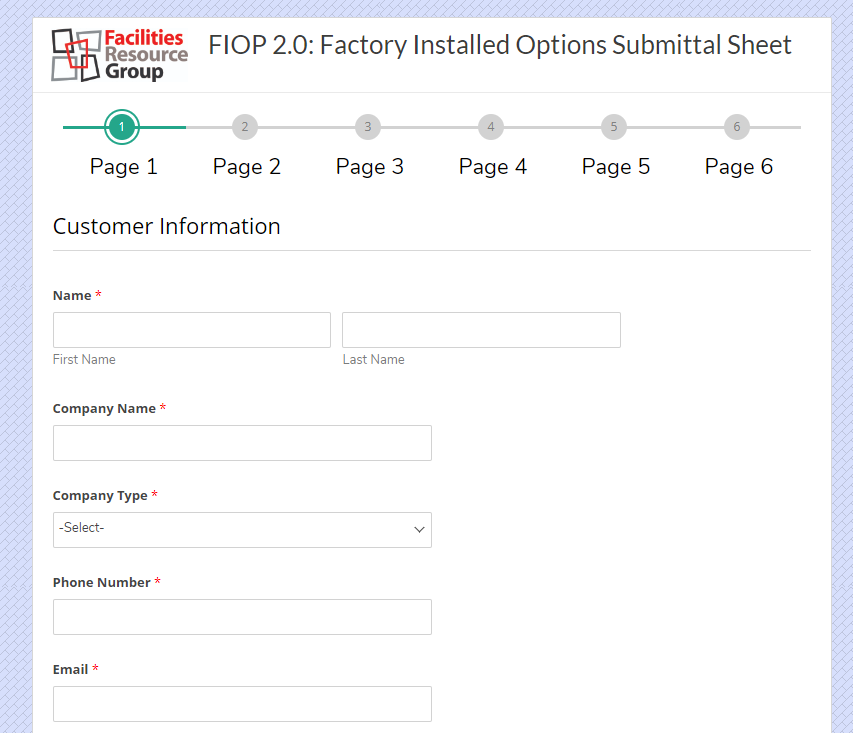 Facilities
Resource
Group
FIOP 2.0: Factory Installed Options Submittal Sheet
1 2 3 4 5 6
Page 1 Page 2 Page 3 Page 4 Page 5 Page 6
Customer Information
Name *
First Name Last Name
Company Name *
Company Type *
-Select-
Phone Number *
Email *